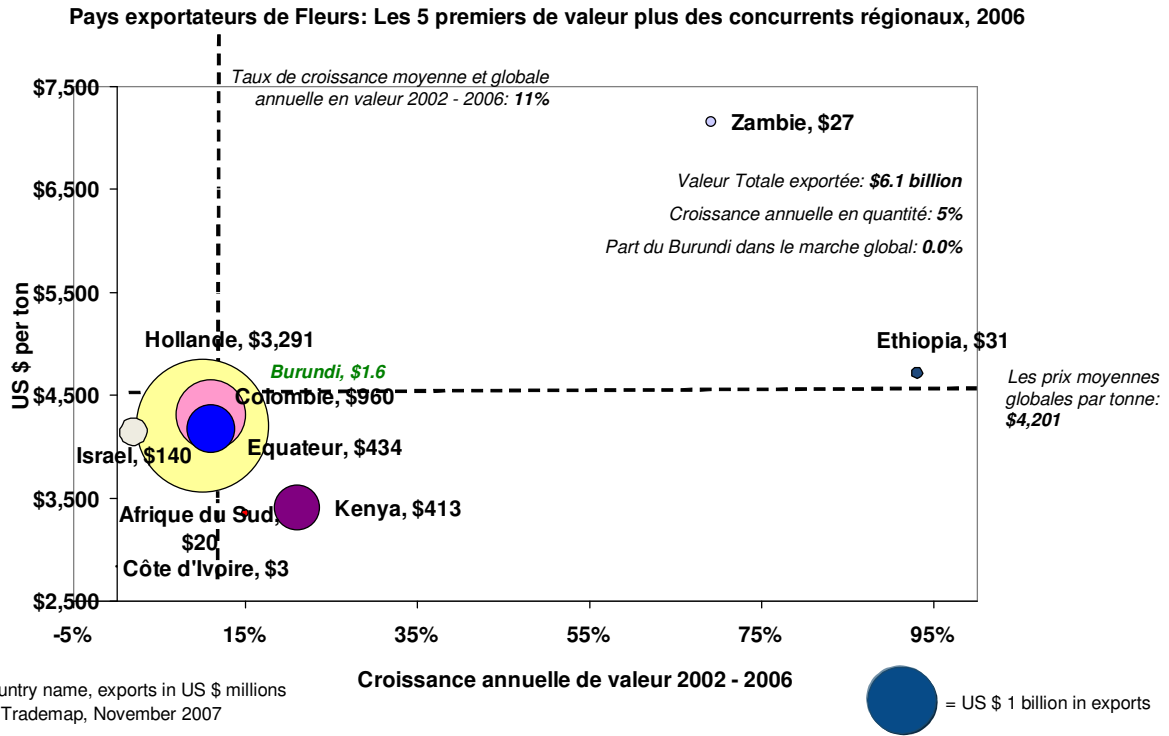 Pays exportateurs de Fleurs: Les 5 premiers de valeur plus des concurrents régionaux, 2006
Taux de croissance moyenne et globale
annuelle en valeur 2002 - 2006: 11%
$7,500
Zambie, $27
Valeur Totale exportée: $6.1 billion
$6,500
Croissance annuelle en quantité: 5%
Part du Burundi dans le marche global: 0.0%
$5,500
US $ per ton
Hollande, $3,291
Ethiopia, $31
Burundi, $1.6
$4,500
Colombie, $960
Les prix moyennes
globales par tonne:
$4,201
Equateur, $434
Israel, $140
$3,500
Afrique du Sud,
$20
Kenya, $413
Côte d'Ivoire, $3
$2,500
-5% 15% 35% 55% 75% 95%
Croissance annuelle de valeur 2002 - 2006
untry name, exports in US $ millions
Trademap, November 2007
= US $ 1 billion in exports